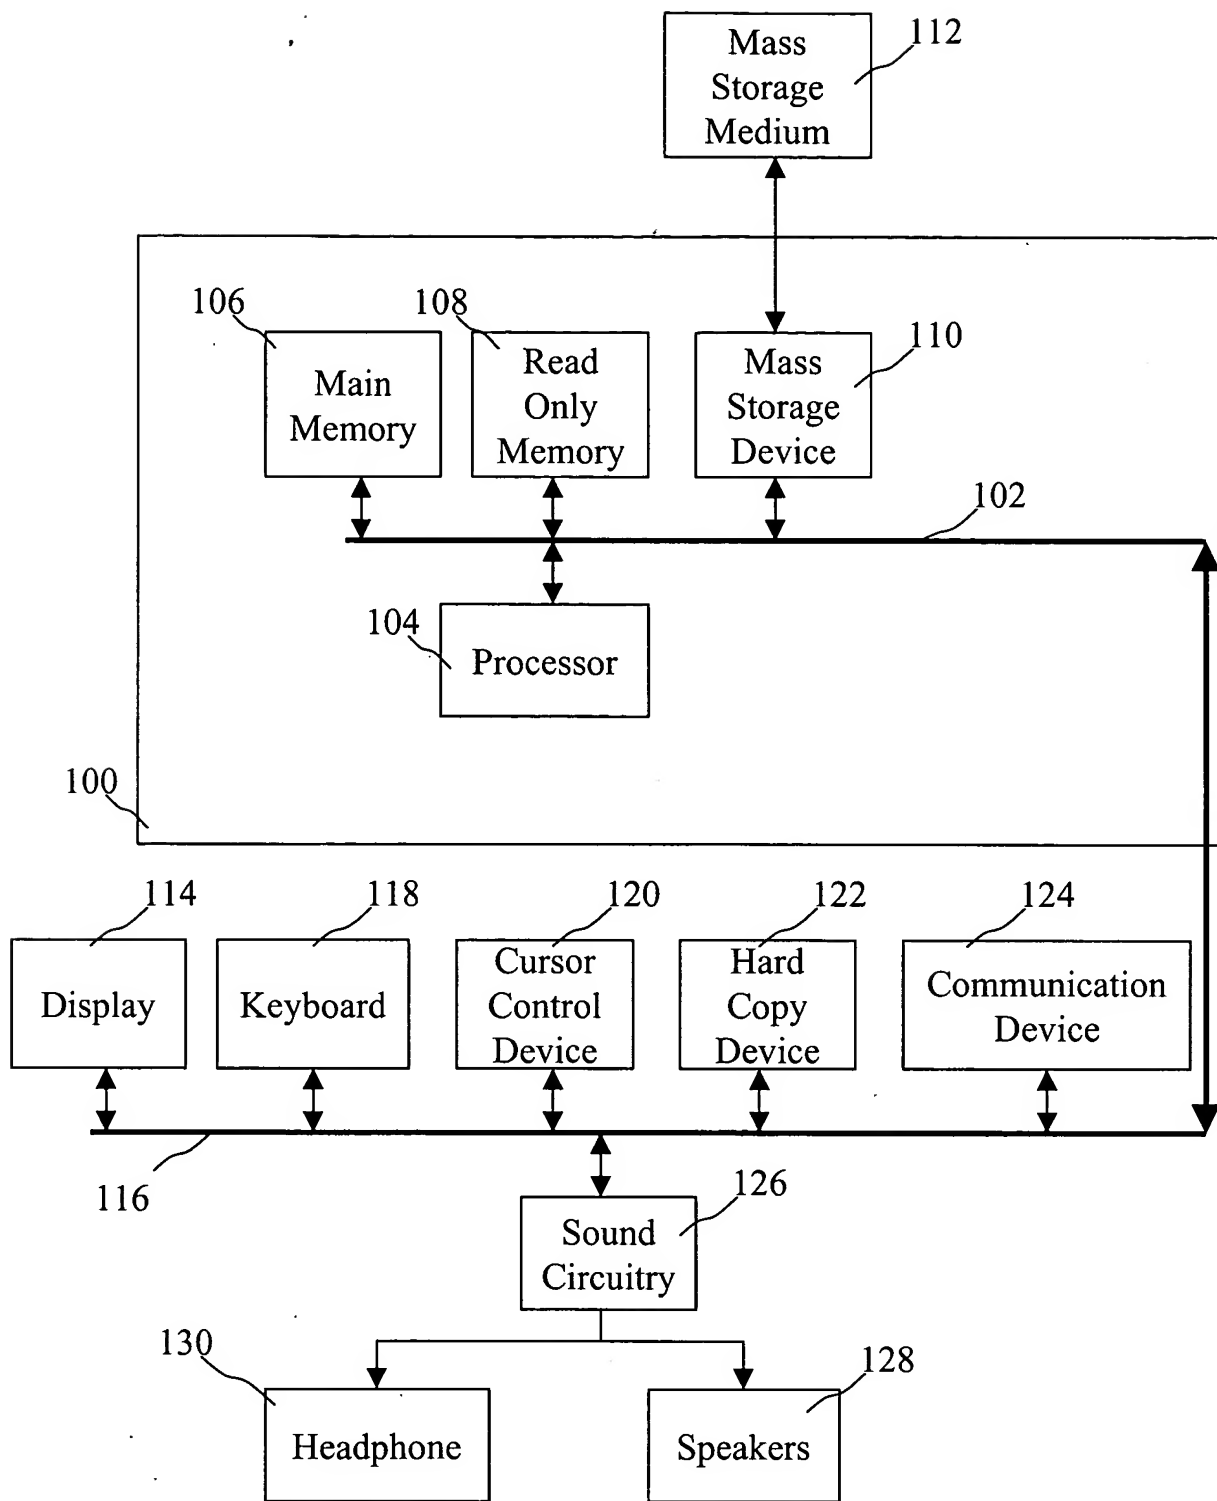 112
Mass
Storage
Medium
106
108
110
Main
Memory
Read
Only
Memory
Mass
Storage
Device
102
104
Processor
100
114
118
120
122
124
Display
Keyboard
Cursor
Control
Device
Hard
Copy
Device
Communication
Device
116
126
Sound
Circuitry
130
128
Headphone
Speakers